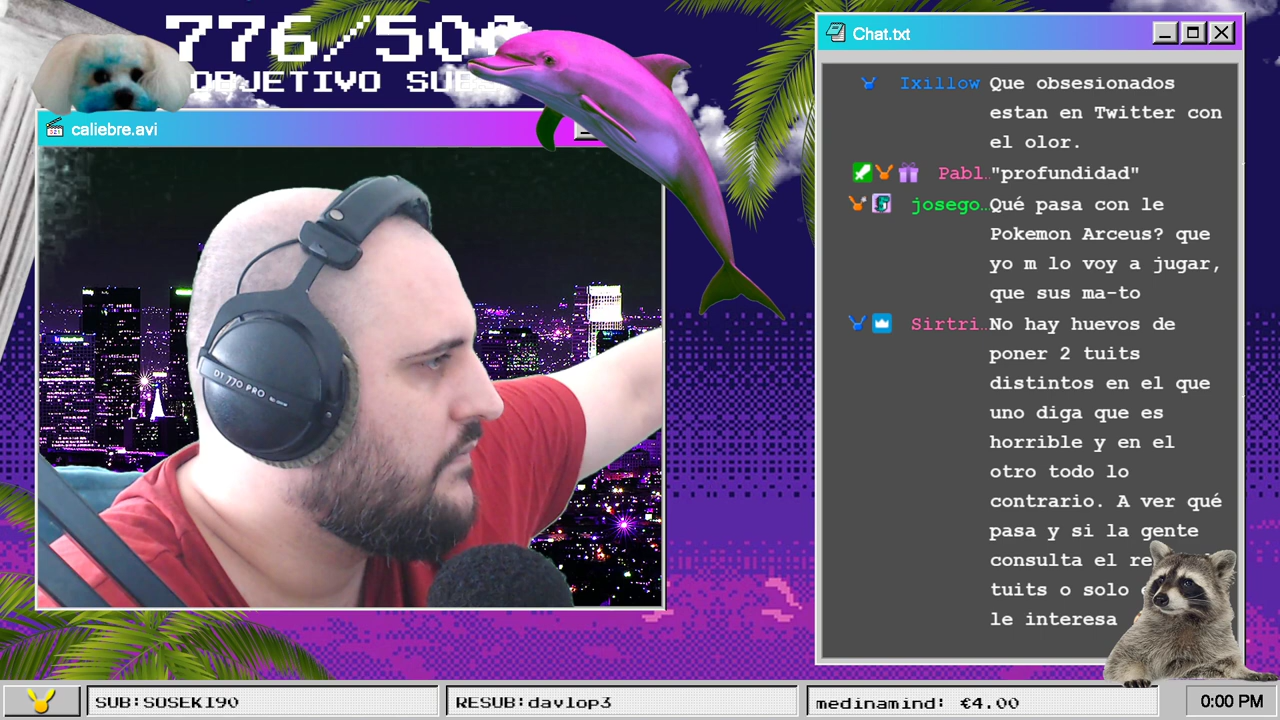 776/500
OBJETIVO SUBS
caliebre.avi
Chat.txt
Ixillow Que obsesionados
estan en Twitter con
el olor.
Pabl… "profundidad"
josego… Qué pasa con le
Pokemon Arceus? que
yo m lo voy a jugar,
que sus ma-to
Sirtri… No hay huevos de
poner 2 tuits
distintos en el que
uno diga que es
horrible y en el
otro todo lo
contrario. A ver qué
pasa y si la gente
consulta el re
tuits o solo
le interesa
DT 770 PRO
SUB:SOSEKI90
RESUB:davlop3
medinamind: €4.00
0:00 PM